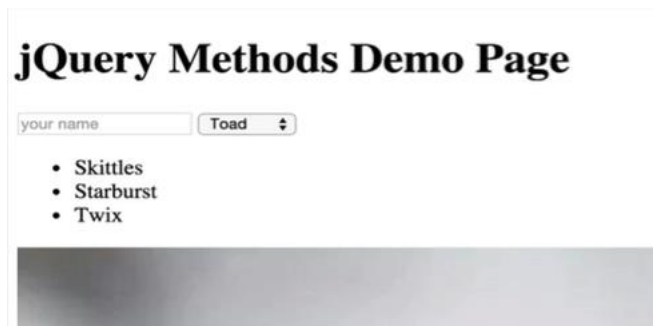 jQuery Methods Demo Page
your name Toad
Skittles
Starburst
Twix